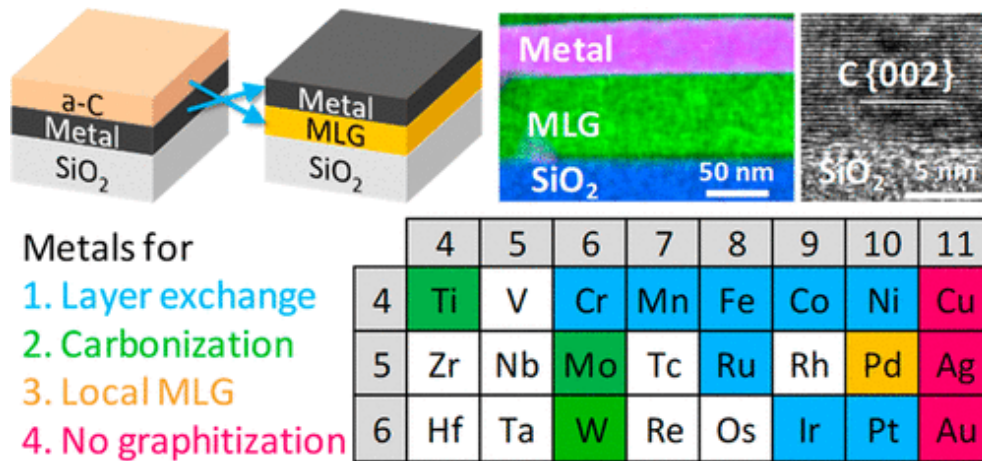 a-C
Metal
SiO2
Metal
MLG
SiO2
Metal
MLG
SiO2
50 nm
C {002}
SiO2 5 nm
Metals for
1. Layer exchange
2. Carbonization
3. Local MLG
4. No graphitization
4 5 6 7 8 9 10 11
4 Ti V Cr Mn Fe Co Ni Cu
5 Zr Nb Mo Tc Ru Rh Pd Ag
6 Hf Ta W Re Os Ir Pt Au